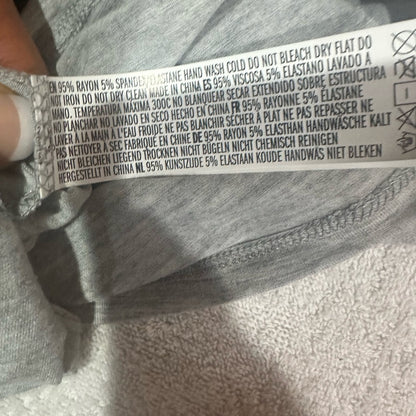 EN 95% RAYON 5% SPANDEX/ELASTANE HAND WASH COLD DO NOT BLEACH DRY FLAT DO
NOT IRON DO NOT DRY CLEAN MADE IN CHINA ES 95% VISCOSA 5% ELASTANO LAVADO À
MANO. TEMPERATURA MÁXIMA 300C NO BLANQUEAR SECAR EXTENDIDO SOBRE ESTRUCTURA
NO PLANCHAR NO LAVADO EN SECO HECHO EN CHINA FR 95% RAYONNE 5% ÉLASTANE
LAVER À LA MAIN À L'EAU FROIDE NE PAS BLANCHIR SÉCHER À PLAT NE PAS REPASSER NE
PAS NETTOYER À SEC FABRIQUÉ EN CHINE DE 95% RAYON 5% ELASTHAN HANDWÄSCHE KALT
NICHT BLEICHEN LIEGEND TROCKNEN NICHT BÜGELN NICHT CHEMISCH REINIGEN
HERGESTELLT IN CHINA NL 95% KUNSTZIJDE 5% ELASTAAN KOUDE HANDWAS NIET BLEKEN